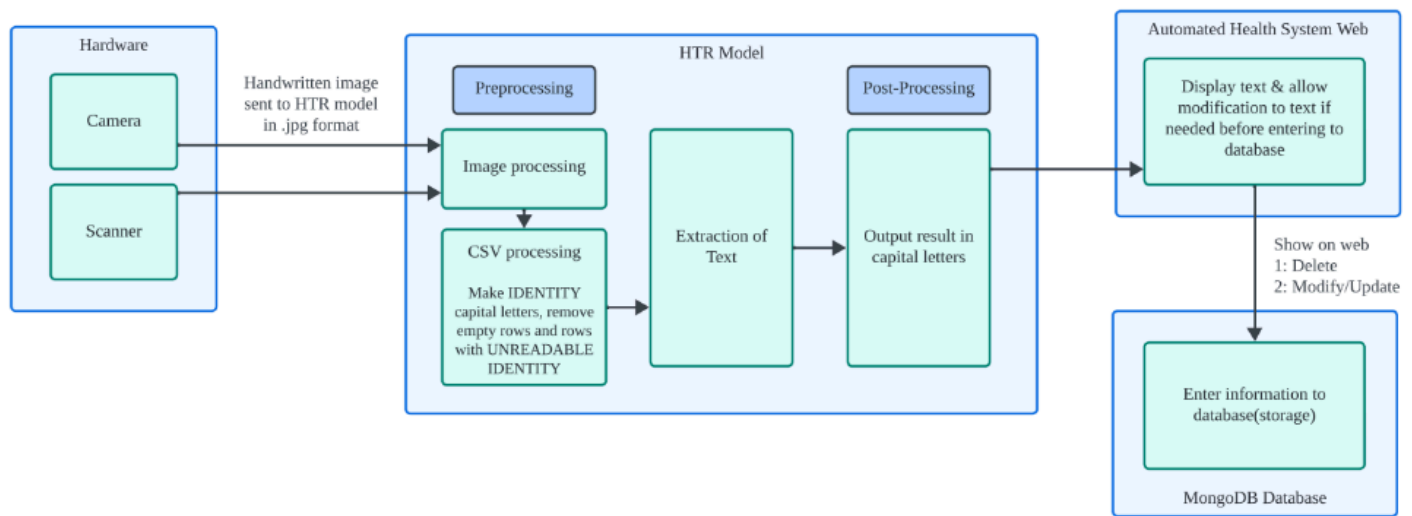 Hardware
Camera
Scanner
Handwritten image
sent to HTR model
in .jpg format
HTR Model
Preprocessing
Image processing
CSV processing
Make IDENTITY
capital letters, remove
empty rows and rows
with UNREADABLE
IDENTITY
Extraction of
Text
Post-Processing
Output result in
capital letters
Automated Health System Web
Display text & allow
modification to text if
needed before entering to
database
Show on web
1: Delete
2: Modify/Update
Enter information to
database(storage)
MongoDB Database